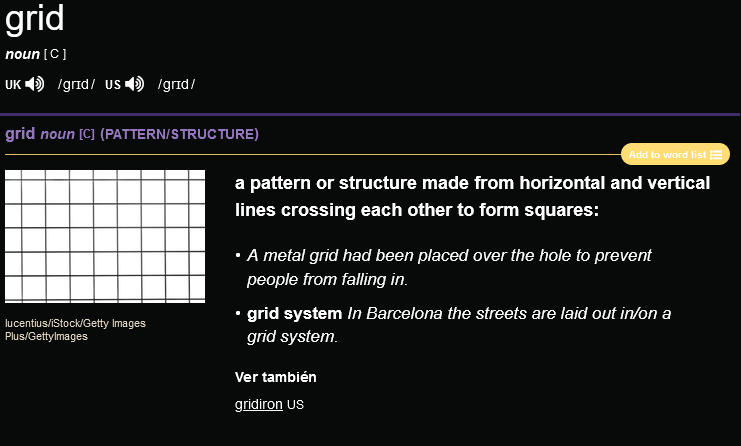 grid
noun [ C ]
UK /ɡrɪd/ US /ɡrɪd/
grid noun [C] (PATTERN/STRUCTURE)
Add to word list
a pattern or structure made from horizontal and vertical
lines crossing each other to form squares:
• A metal grid had been placed over the hole to prevent
people from falling in.
• grid system In Barcelona the streets are laid out in/on a
grid system.
lucentius/iStock/Getty Images
Plus/GettyImages
Ver también
gridiron US